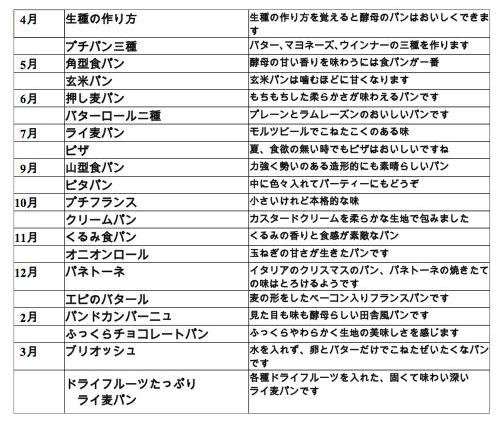 4月 生種の作り方 生種の作り方を覚えると酵母のパンはおいしくできま
す
プチパン三種 バター、マヨネーズ、ウインナーの三種を作ります
5月 角型食パン 酵母の甘い香りを味わうには食パンが一番
玄米パン 玄米パンは噛むほどに甘くなります
6月 押し麦パン もちもちした柔らかさが味わえるパンです
バターロール二種 プレーンとラムレーズンのおいしいパンです
7月 ライ麦パン モルツビールでこねたこくのある味
ピザ 夏、食欲の無い時でもピザはおいしいですね
9月 山型食パン 力強く勢いのある造形的にも素晴らしいパン
ピタパン 中に色々入れてパーティーにもどうぞ
10月 プチフランス 小さいけれど本格的な味
クリームパン カスタードクリームを柔らかな生地で包みました
11月 くるみ食パン くるみの香りと食感が素敵なパン
オニオンロール 玉ねぎの甘さが生きたパンです
12月 パネトーネ イタリアのクリスマスのパン、パネトーネの焼きたて
の味はとろけるようです
エピのバタール 麦の形をしたベーコン入りフランスパンです
2月 パンドカンパーニュ 見た目も味も酵母らしい田舎風パンです
ふっくらチョコレートパン ふっくらやわらかく生地の美味しさを感じます
3月 ブリオッシュ 水を入れず、卵とバターだけでこねたぜいたくなパン
です
ドライフルーツたっぷり 各種ドライフルーツを入れた、固くて味わい深い
ライ麦パン ライ麦パンです